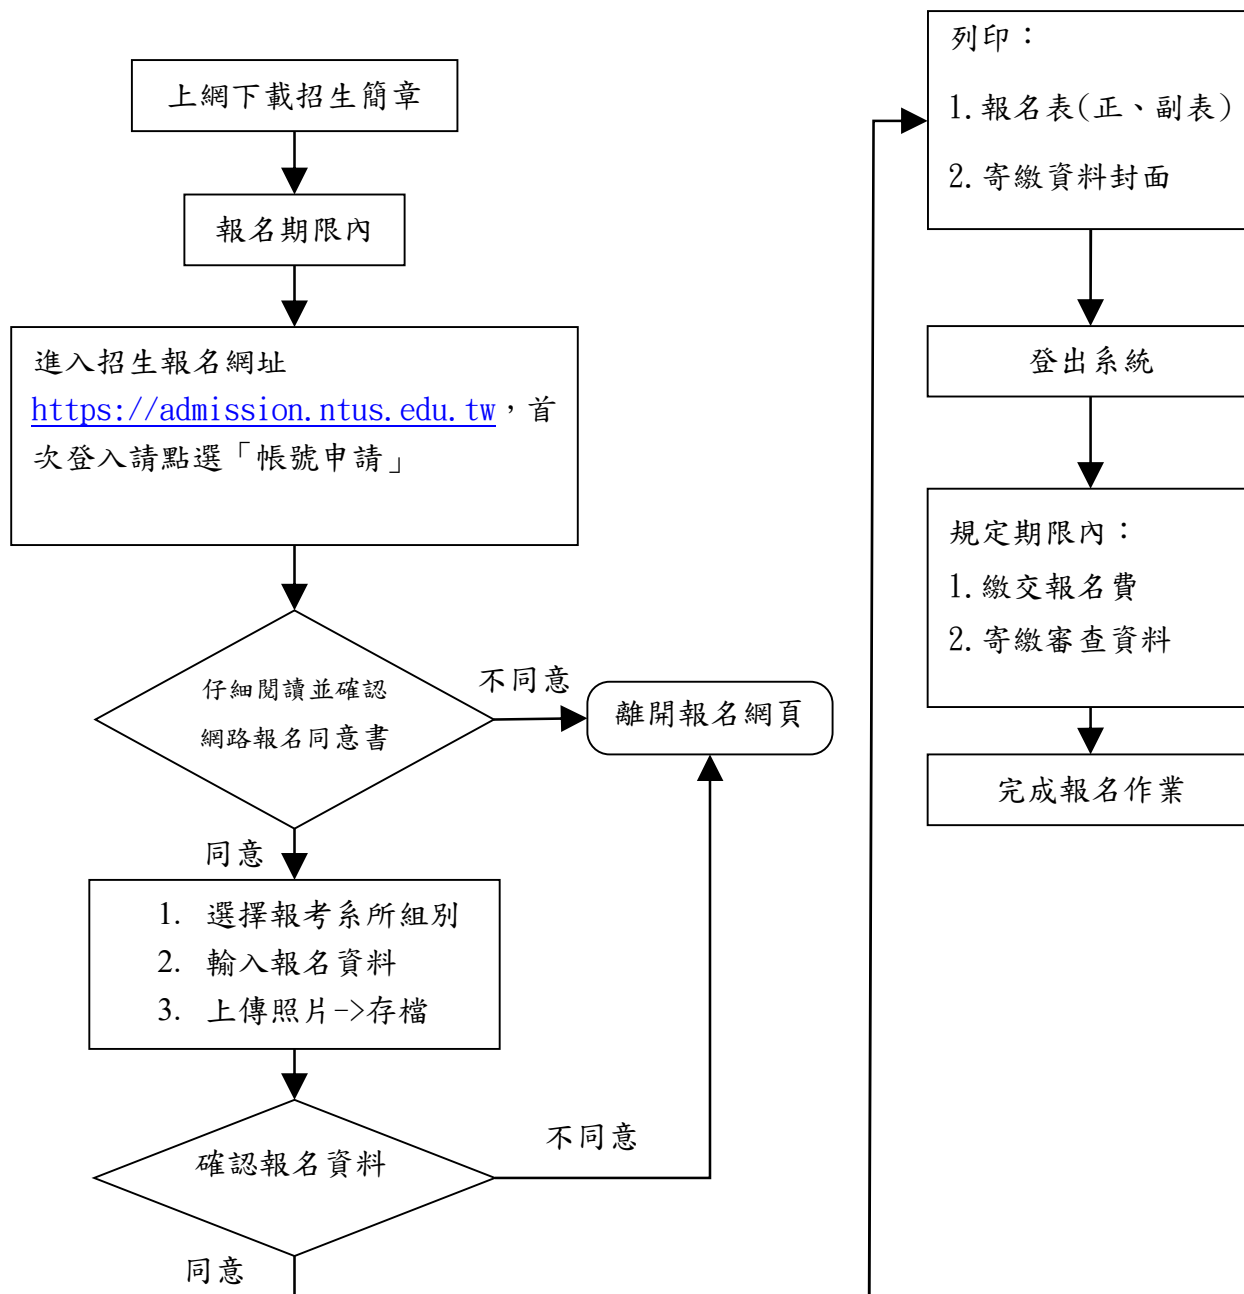 上網下載招生簡章
報名期限內
進入招生報名網址
https://admission.ntus.edu.tw，首
次登入請點選「帳號申請」
仔細閱讀並確認
網路報名同意書
不同意
離開報名網頁
同意
1. 選擇報考系所組別
2. 輸入報名資料
3. 上傳照片->存檔
確認報名資料
不同意
同意
列印：
1.報名表(正、副表)
2.寄繳資料封面
登出系統
規定期限內：
1.繳交報名費
2.寄繳審查資料
完成報名作業